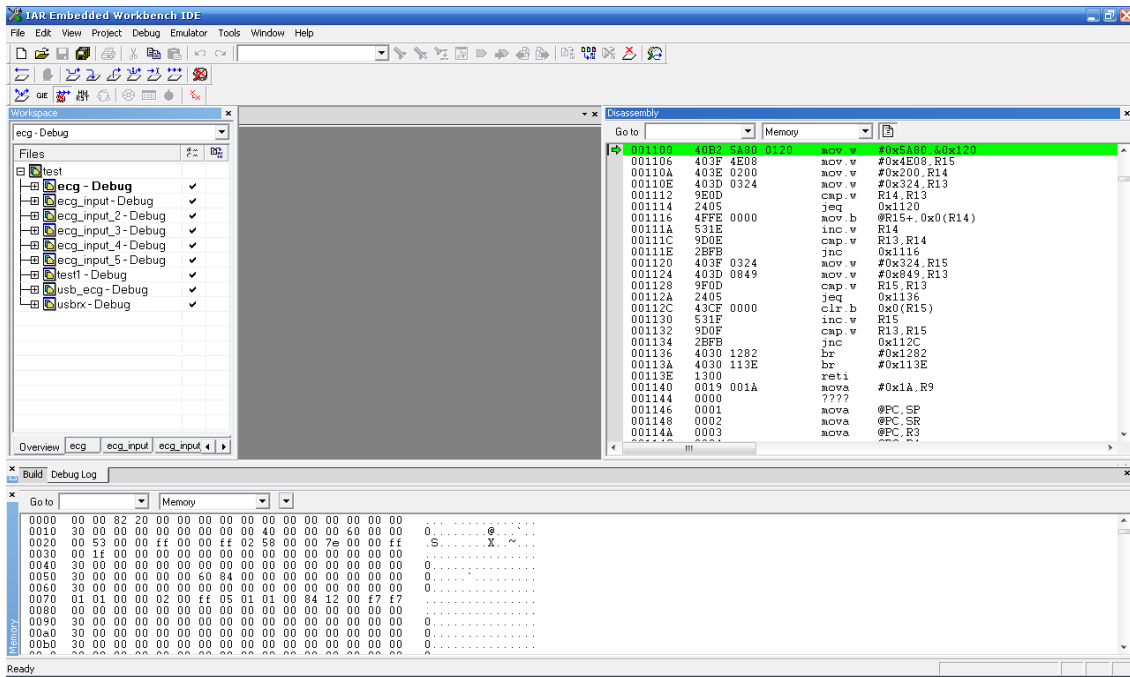 IAR Embedded Workbench IDE
File Edit View Project Debug Emulator Tools Window Help
GIE
Workspace
ecg - Debug
Files
test
ecg - Debug
ecg_input - Debug
ecg_input_2 - Debug
ecg_input_3 - Debug
ecg_input_4 - Debug
ecg_input_5 - Debug
test1 - Debug
usb_ecg - Debug
usbrx - Debug
Overview ecg ecg_input ecg_input
Disassembly
Go to Memory
001100 40B2 5A80 0120 mov.w #0x5A80,&0x120
001106 403F 4E08 mov.w #0x4E08,R15
00110A 403E 0200 mov.w #0x200,R14
00110E 403D 0324 mov.w #0x324,R13
001112 9E0D cmp.w R14,R13
001114 2405 jeq 0x1120
001116 4FFE 0000 mov.b @R15+,0x0(R14)
00111A 531E inc.w R14
00111C 9D0E cmp.w R13,R14
00111E 2BFB jnc 0x1116
001120 403F 0324 mov.w #0x324,R15
001124 403D 0849 mov.w #0x849,R13
001128 9F0D cmp.w R15,R13
00112A 2405 jeq 0x1136
00112C 43CF 0000 clr.b 0x0(R15)
001130 531F inc.w R15
001132 9D0F cmp.w R13,R15
001134 2BFB jnc 0x112C
001136 4030 1282 br #0x1282
00113A 4030 113E br #0x113E
00113E 1300 reti
001140 0019 001A mova #0x1A,R9
001144 0000 ????
001146 0001 mova @PC,SP
001148 0002 mova @PC,SR
00114A 0003 mova @PC,R3
Build Debug Log
Go to Memory
Memory
0000 00 00 82 20 00 00 00 00 00 00 00 00 00 00 00 00 ... ............
0010 30 00 00 00 00 00 00 00 00 40 00 00 00 60 00 00 0........@...`..
0020 00 53 00 00 ff 00 00 ff 02 58 00 00 7e 00 00 ff .S.......X..~...
0030 00 1f 00 00 00 00 00 00 00 00 00 00 00 00 00 00 ................
0040 30 00 00 00 00 00 00 00 00 00 00 00 00 00 00 00 0...............
0050 30 00 00 00 00 00 60 84 00 00 00 00 00 00 00 00 0.....`.........
0060 30 00 00 00 00 00 00 00 00 00 00 00 00 00 00 00 0...............
0070 01 01 00 00 02 00 ff 05 01 01 00 84 12 00 f7 f7 ................
0080 00 00 00 00 00 00 00 00 00 00 00 00 00 00 00 00 ................
0090 30 00 00 00 00 00 00 00 00 00 00 00 00 00 00 00 0...............
00a0 30 00 00 00 00 00 00 00 00 00 00 00 00 00 00 00 0...............
00b0 30 00 00 00 00 00 00 00 00 00 00 00 00 00 00 00 0...............
Ready